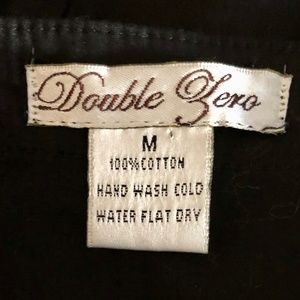 Double Zero
M
100%COTTON
HAND WASH COLD
WATER FLAT DRY